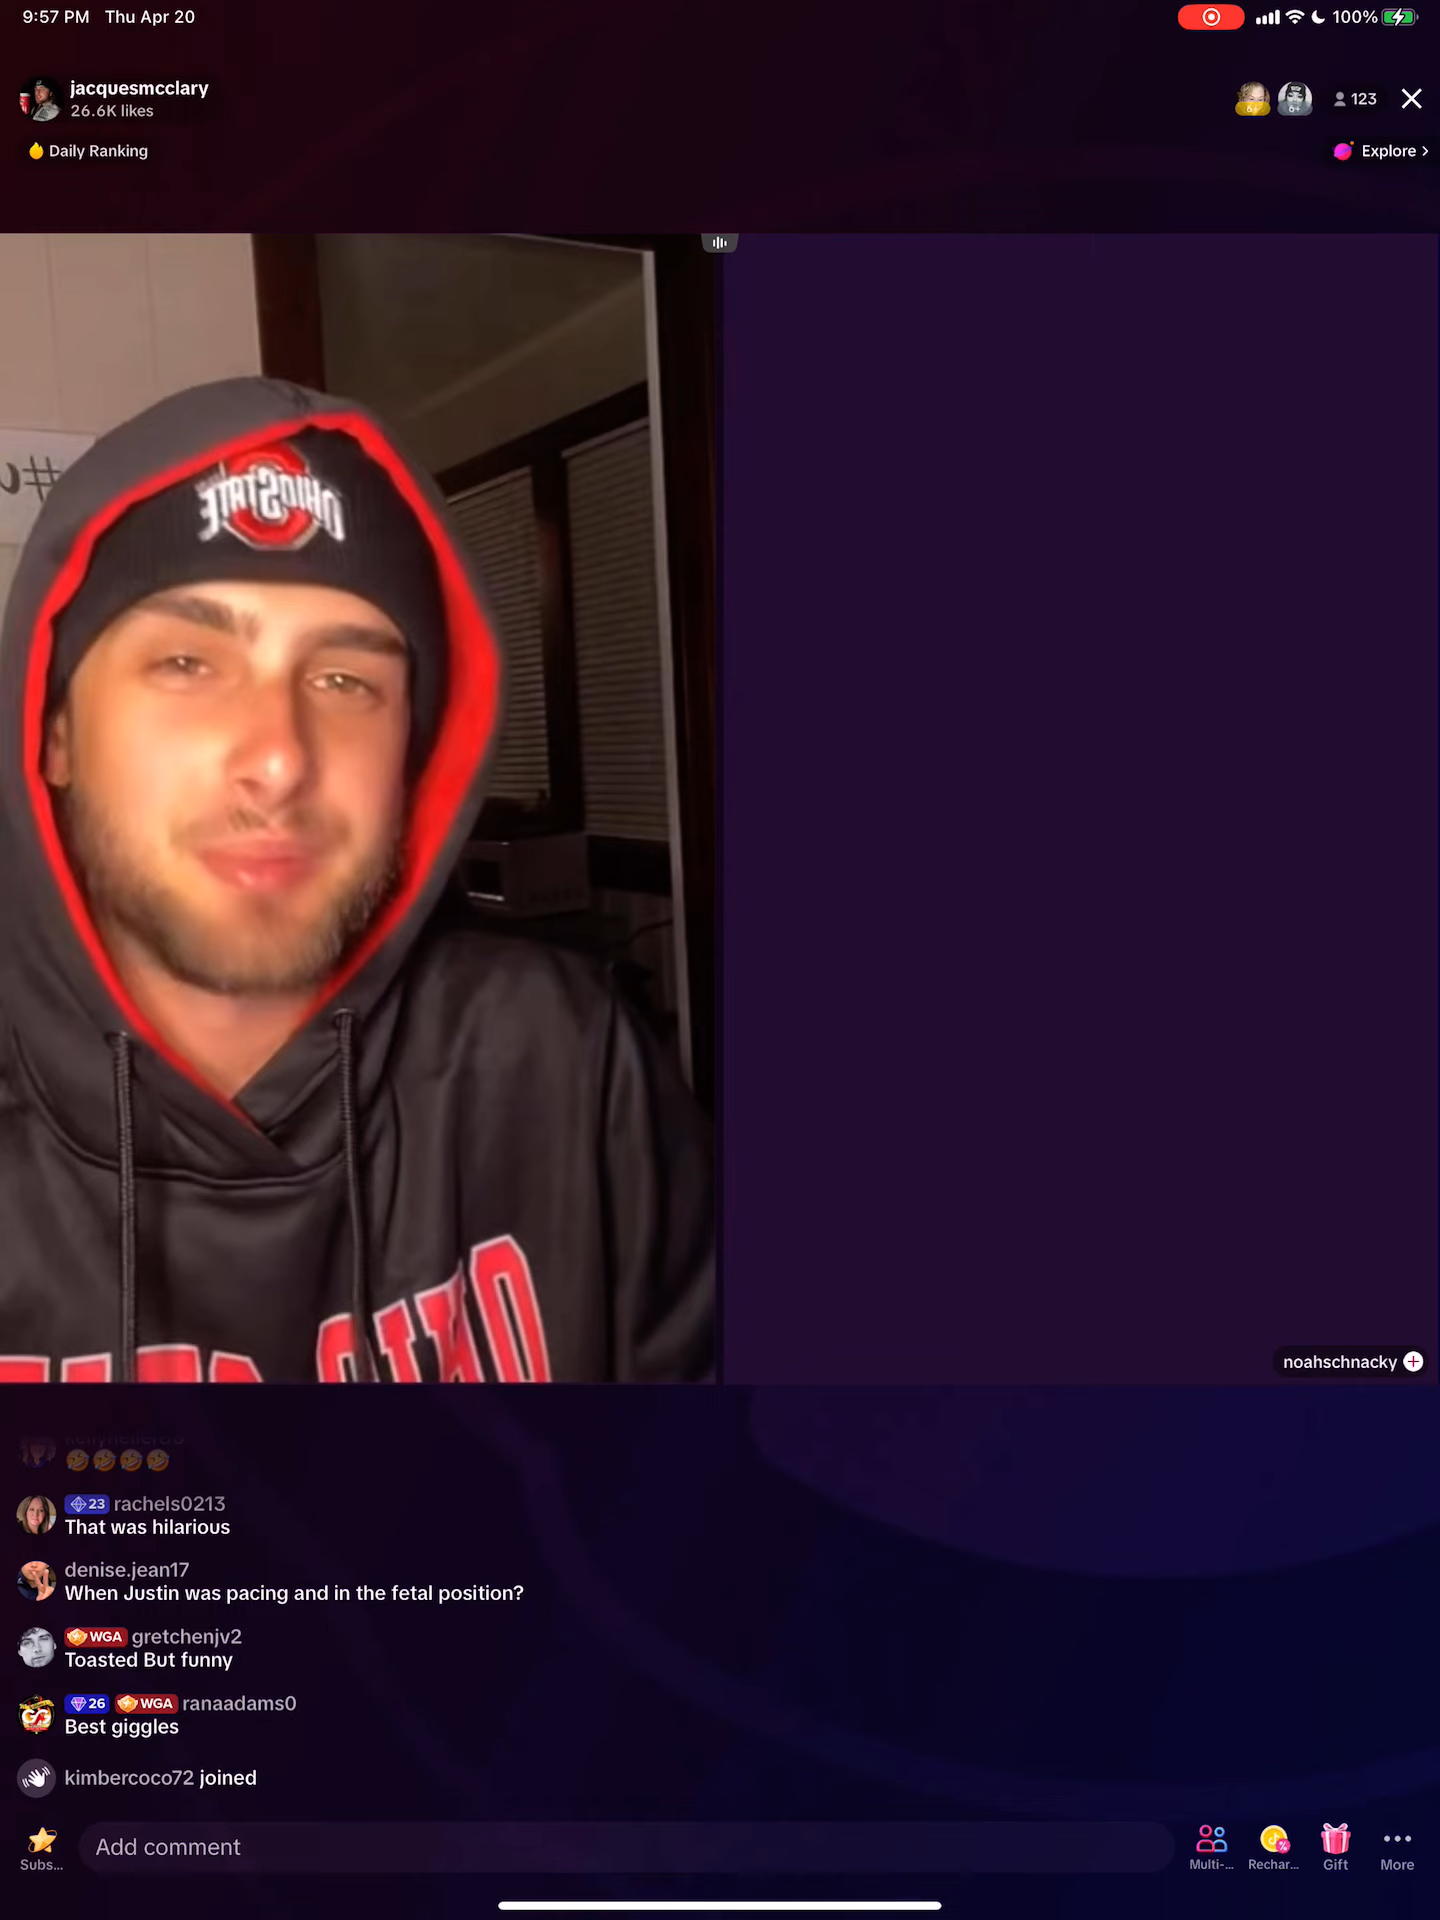 9:57 PM Thu Apr 20
100%
jacquesmcclary
26.6K likes
123
Daily Ranking
Explore >
OHIO STATE
OHIO
noahschnacky
23 rachels0213
That was hilarious
denise.jean17
When Justin was pacing and in the fetal position?
WGA gretchenjv2
Toasted But funny
26 WGA ranaadams0
Best giggles
kimbercoco72 joined
Add comment
Subs...
Multi-...
Rechar...
Gift
More